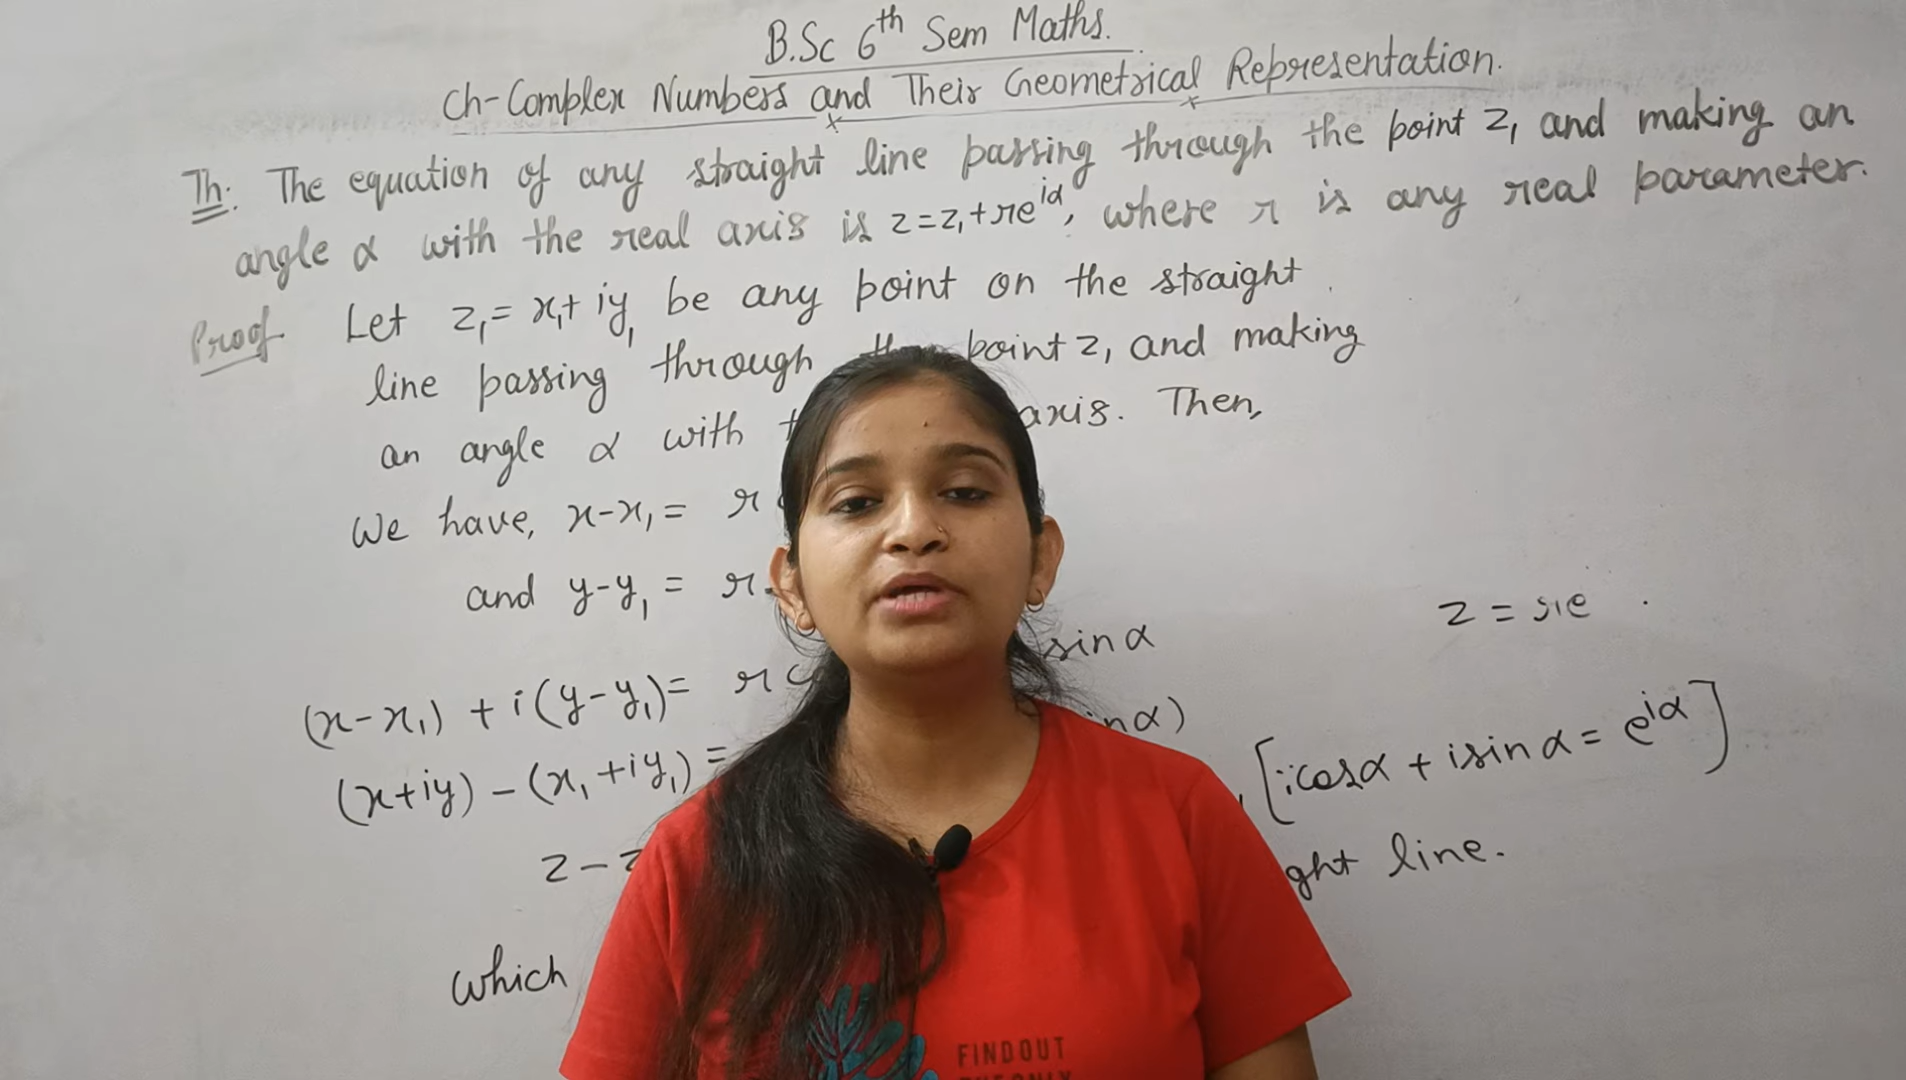 B.Sc 6th Sem Maths.
Ch-Complex Numbers and Their Geometrical Representation.
Th: The equation of any straight line passing through the point z₁ and making an
angle α with the real axis is z=z₁+re^{iα}, where r is any real parameter.
Proof Let z₁= x₁+ iy₁ be any point on the straight
line passing through the point z₁ and making
an angle α with axis. Then,
We have, x-x₁= r
and y-y₁ = r.
z = re
(x-x₁) + i(y-y₁)= r sinα
(x+iy) - (x₁+iy₁) = α) [∵cosα + isinα = e^{iα}]
z-
which line.
FINDOUT